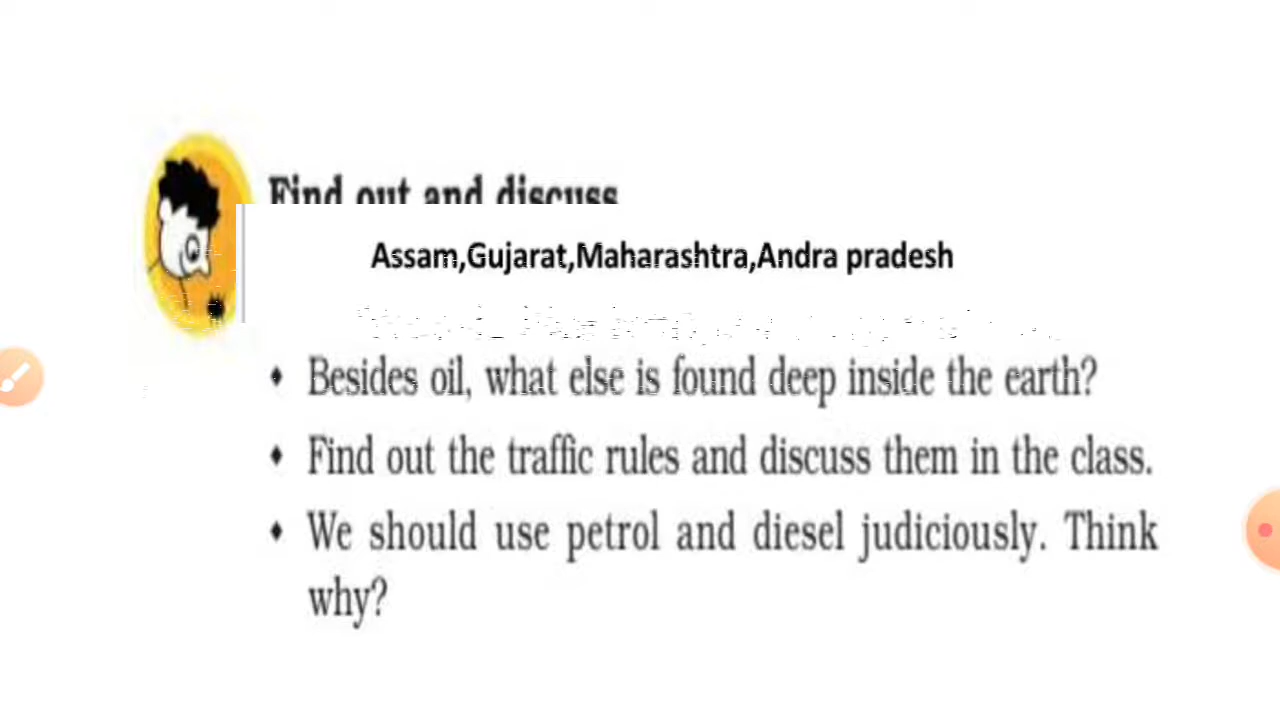 Find out and discuss
Assam,Gujarat,Maharashtra,Andra pradesh
♦ Besides oil, what else is found deep inside the earth?
♦ Find out the traffic rules and discuss them in the class.
♦ We should use petrol and diesel judiciously. Think
why?